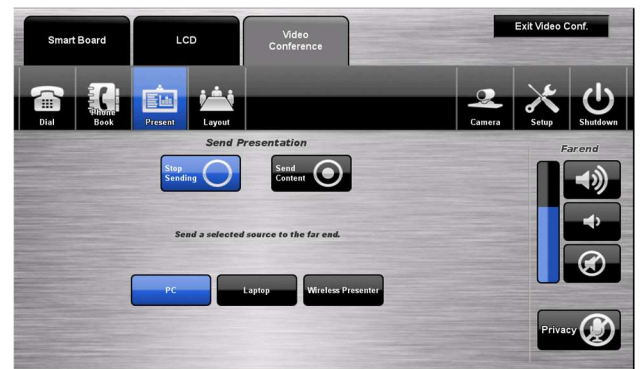 Smart Board
LCD
Video
Conference
Exit Video Conf.
Dial
Phone
Book
Present
Layout
Camera
Setup
Shutdown
Send Presentation
Farend
Stop
Sending
Send
Content
Send a selected source to the far end.
PC
Laptop
Wireless Presenter
Privacy